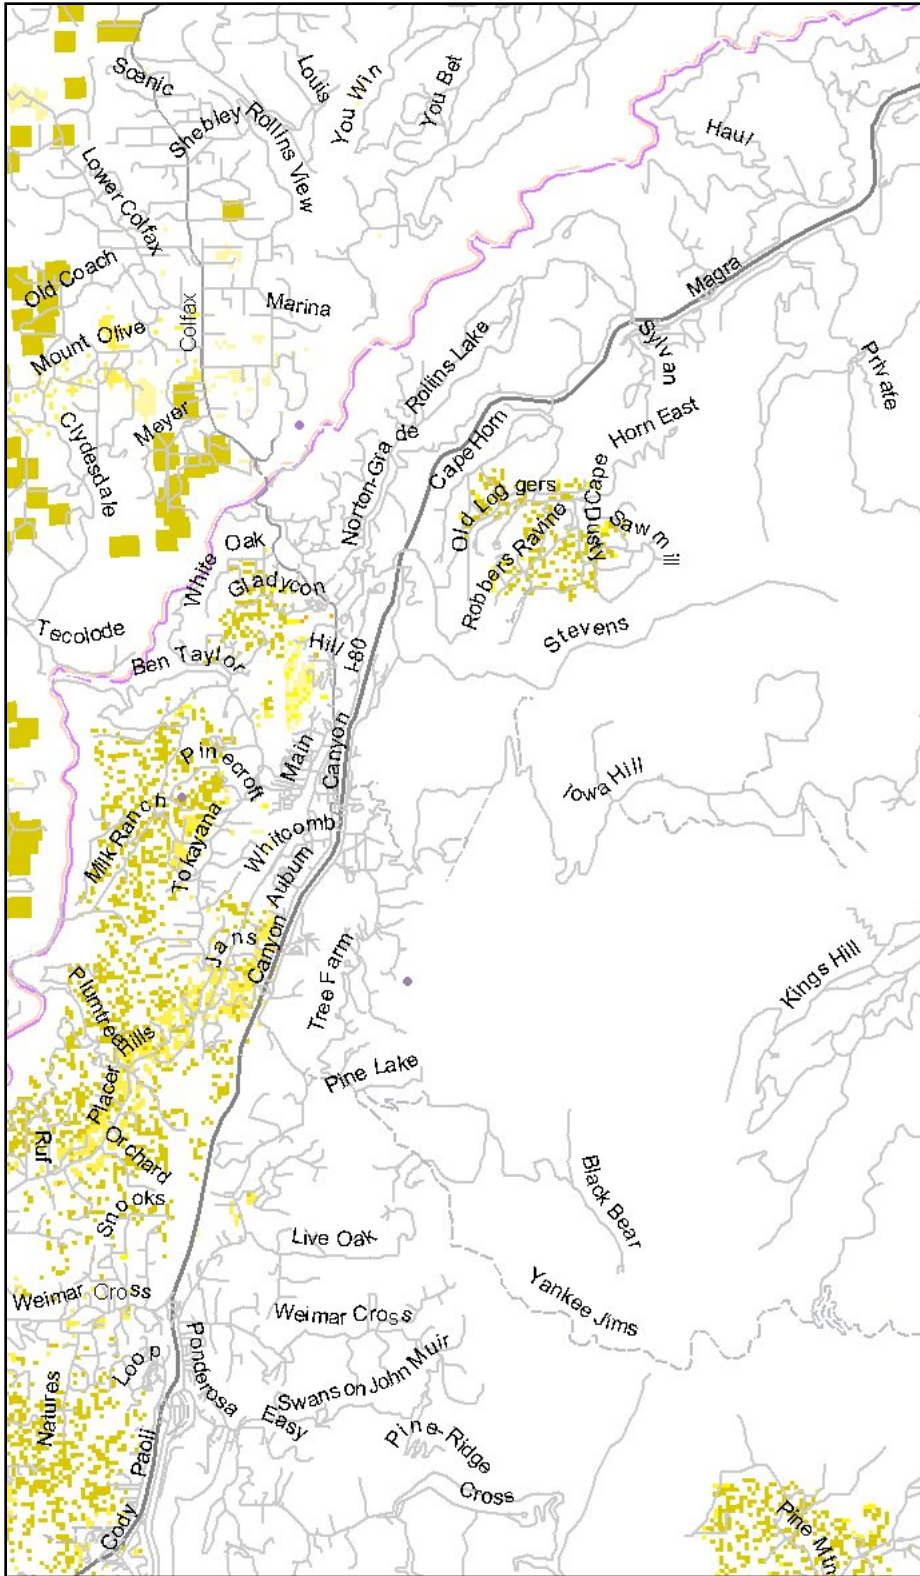 Scenic
Louis
You Win
You Bet
Shebley
Rollins View
Haul
Lower Colfax
Old Coach
Magra
Marina
Colfax
Mount Olive
Sylvan
Rollins Lake
Private
Meyer
Clydesdale
Norton-Grade
Cape Horn
Horn East
Cape
Old Loggers
Robbers Ravine
Dusty
Sawmill
Oak
White
Gladycon
Tecolode
Hill
I-80
Stevens
Ben Taylor
Pinecroft
Main
Canyon
Iowa Hill
Milk Ranch
Tokayana
Whitcomb
Auburn
Jans
Canyon
Tree Farm
Kings Hill
Plumtree
Hills
Placer
Pine Lake
Ruf
Orchard
Snooks
Black Bear
Live Oak
Weimar Cross
Weimar Cross
Yankee Jims
Loop
Ponderosa
Swanson
John Muir
Natures
Easy
Pine-Ridge
Paoli
Cross
Cody
Pine Mtn